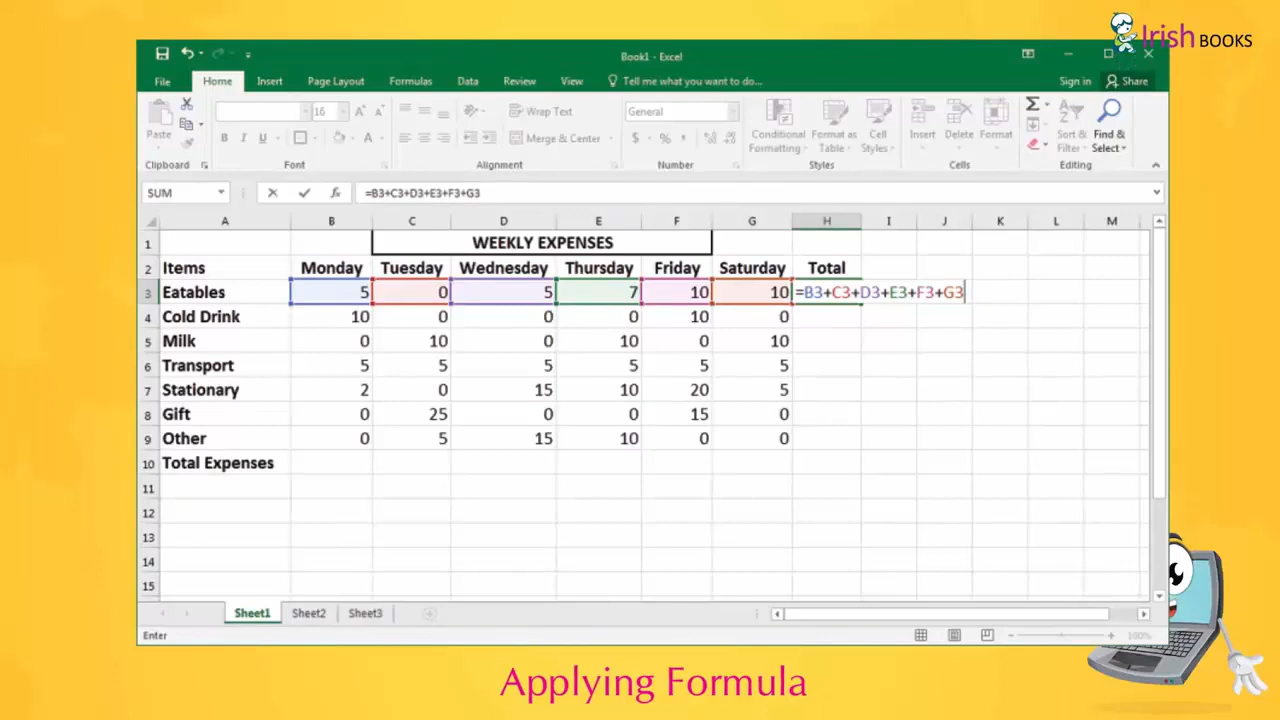 Irish BOOKS
Book1 - Excel
File Home Insert Page Layout Formulas Data Review View Tell me what you want to do... Sign in Share
16 Wrap Text General
Paste B I U A Merge & Center $ % , Conditional Formatting Format as Table Cell Styles Insert Delete Format Sort & Filter Find & Select
Clipboard Font Alignment Number Styles Cells Editing
SUM fx =B3+C3+D3+E3+F3+G3
A B C D E F G H I J K L M
1 WEEKLY EXPENSES
2 Items Monday Tuesday Wednesday Thursday Friday Saturday Total
3 Eatables 5 0 5 7 10 10 =B3+C3+D3+E3+F3+G3
4 Cold Drink 10 0 0 0 10 0
5 Milk 0 10 0 10 0 10
6 Transport 5 5 5 5 5 5
7 Stationary 2 0 15 10 20 5
8 Gift 0 25 0 0 15 0
9 Other 0 5 15 10 0 0
10 Total Expenses
11
12
13
14
15
Sheet1 Sheet2 Sheet3
Enter 100%
Applying Formula